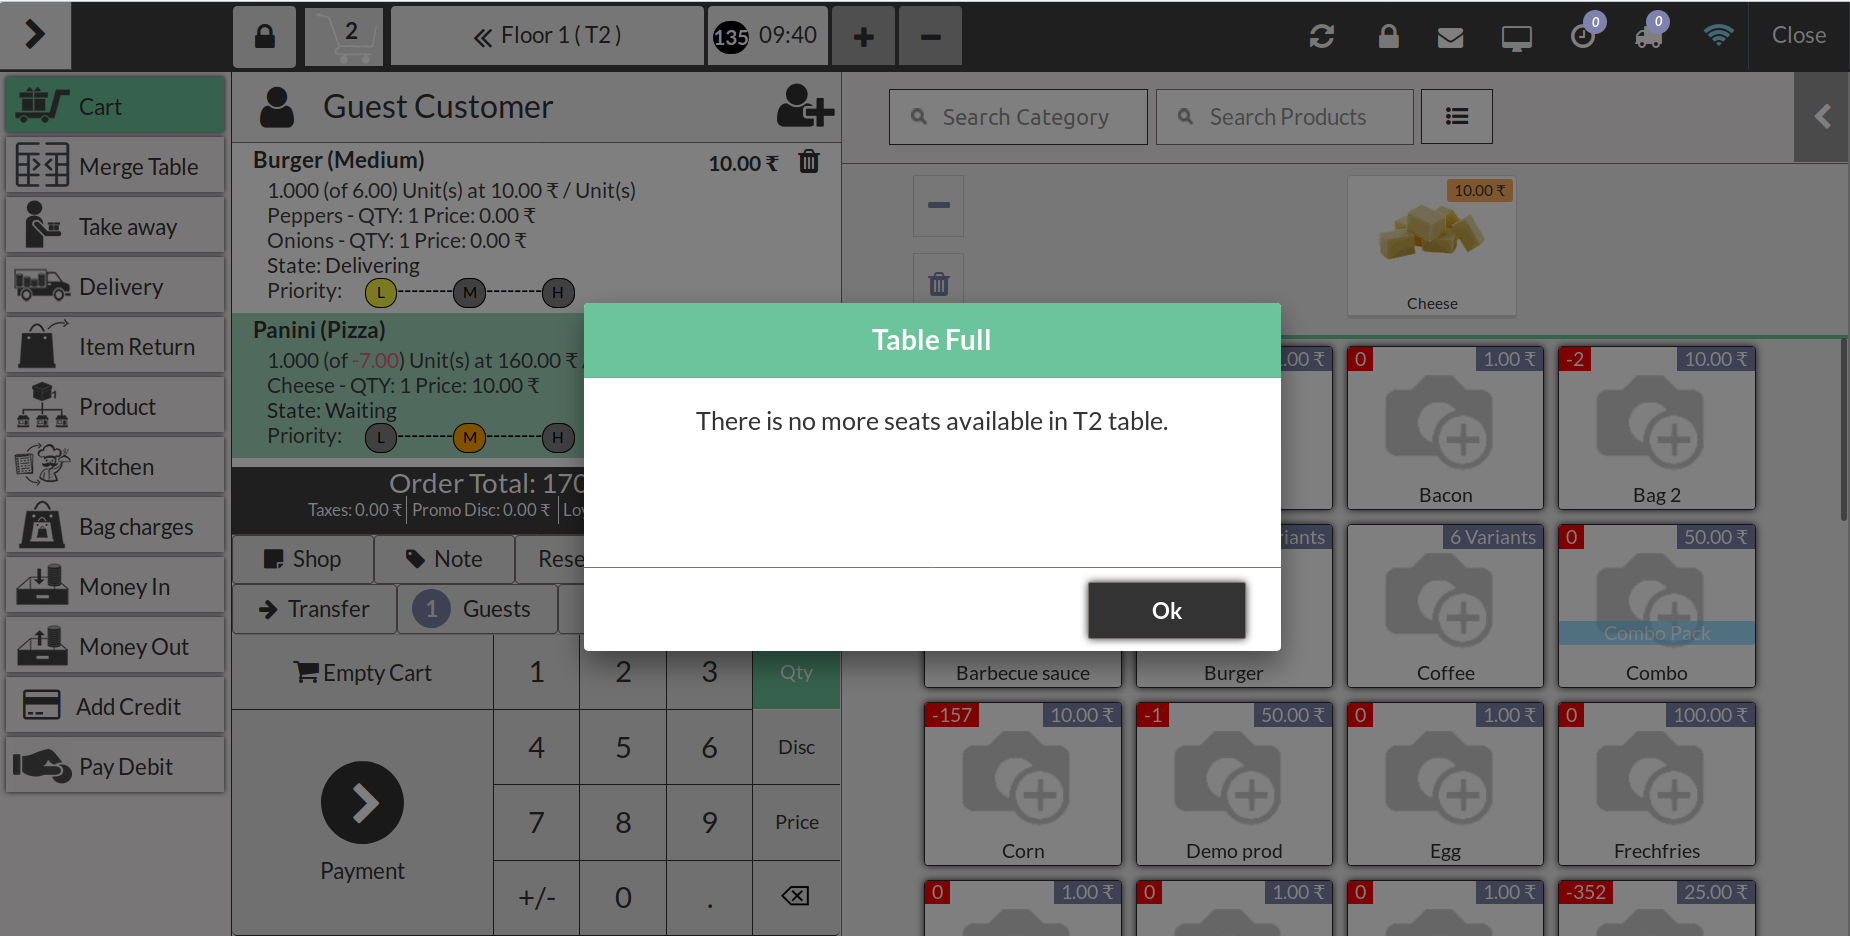 2
Floor 1 ( T2 )
135 09:40
0
0
Close
Cart
Merge Table
Take away
Delivery
Item Return
Product
Kitchen
Bag charges
Money In
Money Out
Add Credit
Pay Debit
Guest Customer
Burger (Medium)
10.00 ₹
1.000 (of 6.00) Unit(s) at 10.00 ₹ / Unit(s)
Peppers - QTY: 1 Price: 0.00 ₹
Onions - QTY: 1 Price: 0.00 ₹
State: Delivering
Priority: L M H
Panini (Pizza)
1.000 (of -7.00) Unit(s) at 160.00 ₹
Cheese - QTY: 1 Price: 10.00 ₹
State: Waiting
Priority: L M H
Order Total: 170
Taxes: 0.00 ₹ Promo Disc: 0.00 ₹ Loy
Shop Note Rese
Transfer 1 Guests
Empty Cart
Payment
1 2 3 Qty
4 5 6 Disc
7 8 9 Price
+/- 0 .
Search Category
Search Products
10.00 ₹
Cheese
Table Full
There is no more seats available in T2 table.
Ok
.00 ₹
0 1.00 ₹
Bacon
-2 10.00 ₹
Bag 2
Barbecue sauce
iants
Burger
6 Variants
Coffee
0 50.00 ₹
Combo Pack
Combo
-157 10.00 ₹
Corn
-1 50.00 ₹
Demo prod
0 1.00 ₹
Egg
0 100.00 ₹
Frechfries
0 1.00 ₹
0 1.00 ₹
0 1.00 ₹
-352 25.00 ₹